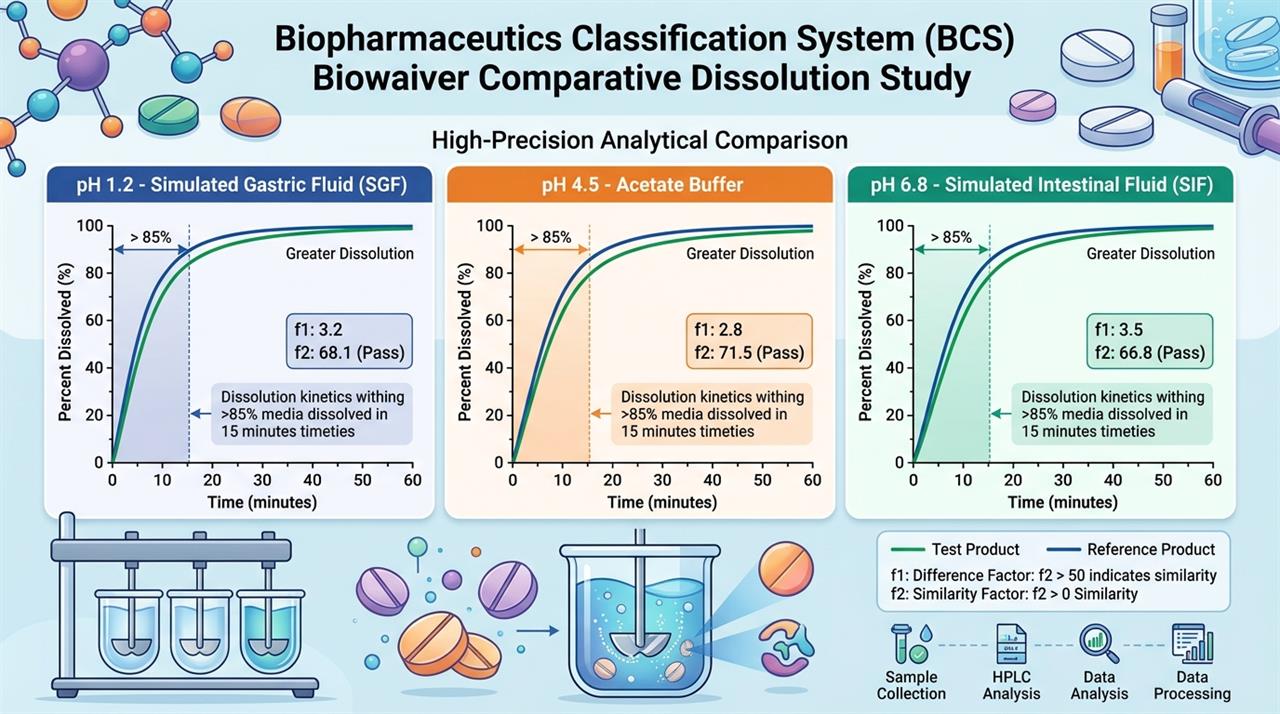 Biopharmaceutics Classification System (BCS)
Biowaiver Comparative Dissolution Study
High-Precision Analytical Comparison
pH 1.2 - Simulated Gastric Fluid (SGF)
Percent Dissolved (%)
100
80
60
40
20
0
> 85%
Greater Dissolution
f1: 3.2
f2: 68.1 (Pass)
Dissolution kinetics withing
>85% media dissolved in
15 minutes timeties
0 10 20 30 40 50 60
Time (minutes)
pH 4.5 - Acetate Buffer
Percent Dissolved (%)
100
80
60
40
20
0
> 85%
Greater Dissolution
f1: 2.8
f2: 71.5 (Pass)
Dissolution kinetics withing
>85% media dissolved in
15 minutes timeties
0 10 20 30 40 50 60
Time (minutes)
pH 6.8 - Simulated Intestinal Fluid (SIF)
Percent Dissolved (%)
100
80
60
40
20
0
> 85%
Greater Dissolution
f1: 3.5
f2: 66.8 (Pass)
Dissolution kinetics withing
>85% media dissolved in
15 minutes timeties
0 10 20 30 40 50 60
Time (minutes)
Test Product Reference Product
f1: Difference Factor: f2 > 50 indicates similarity
f2: Similarity Factor: f2 > 0 Similarity
Sample
Collection
HPLC
Analysis
Data
Analysis
Data
Processing